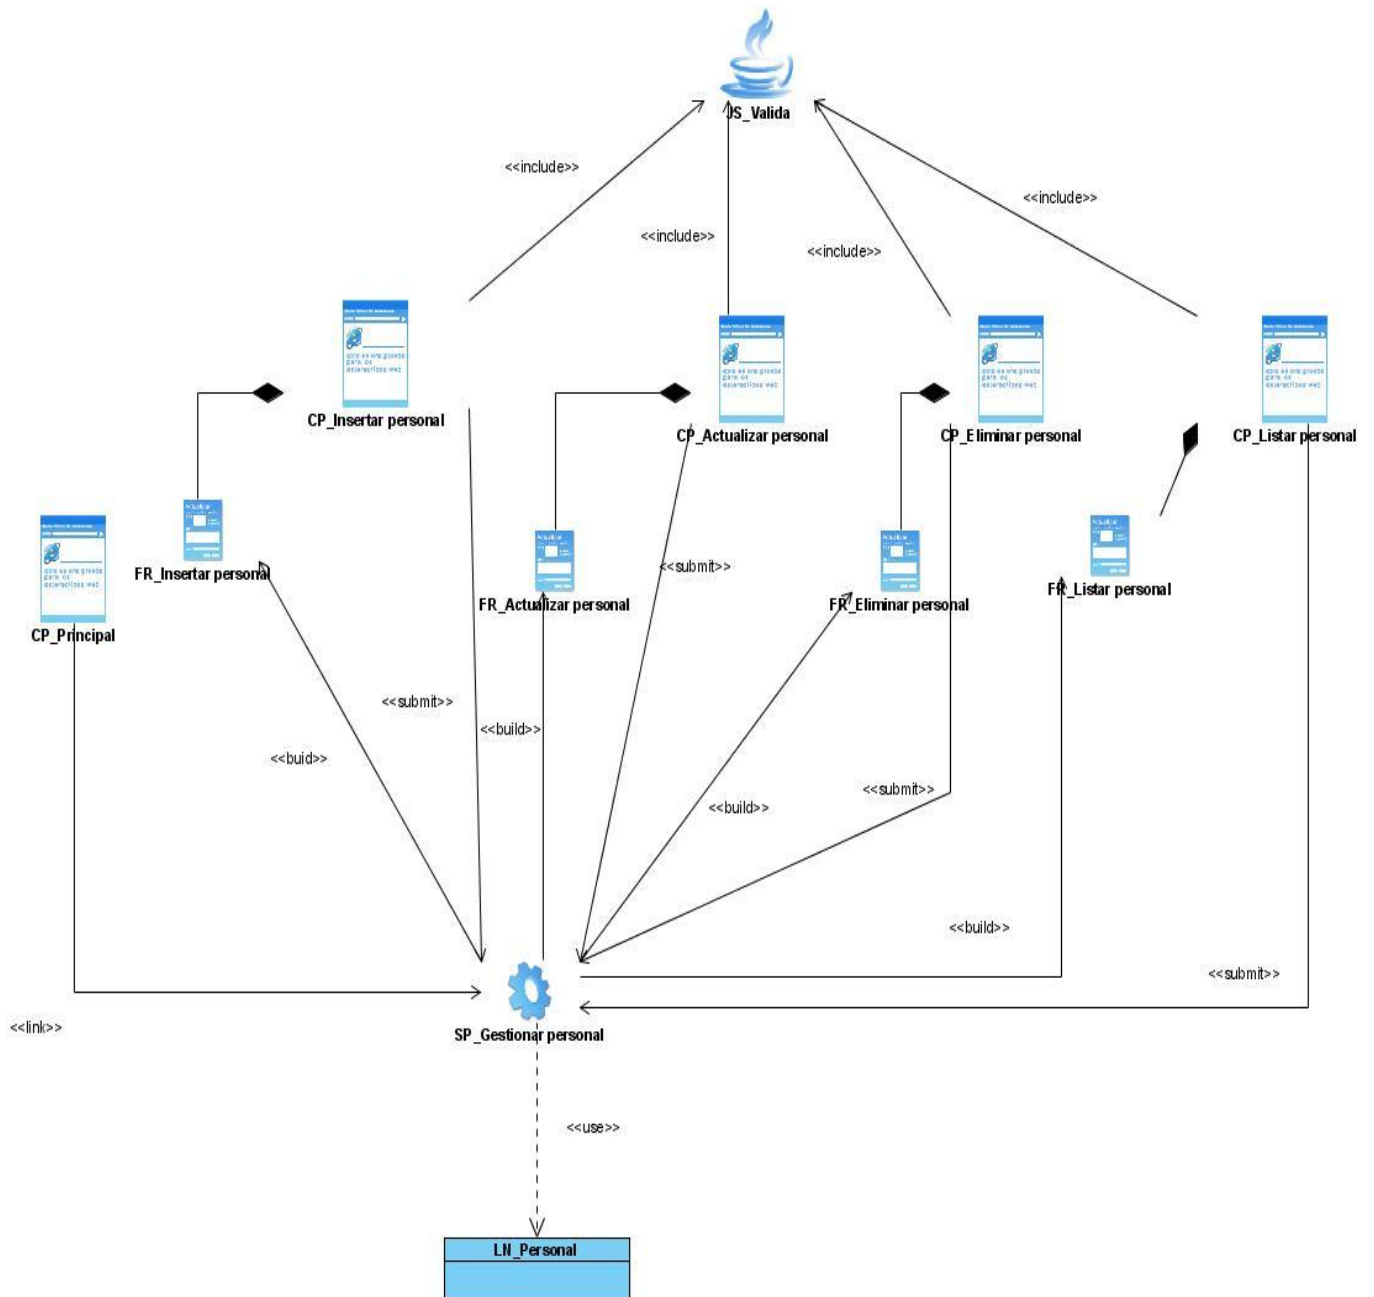 JS_Valida
<<include>>
<<include>>
<<include>>
<<include>>
CP_Insertar personal
CP_Actualizar personal
CP_Eliminar personal
CP_Listar personal
FR_Insertar personal
FR_Actualizar personal
FR_Eliminar personal
FR_Listar personal
CP_Principal
<<submit>>
<<submit>>
<<build>>
<<buid>>
<<submit>>
<<build>>
<<build>>
<<submit>>
<<link>>
SP_Gestionar personal
<<use>>
LN_Personal